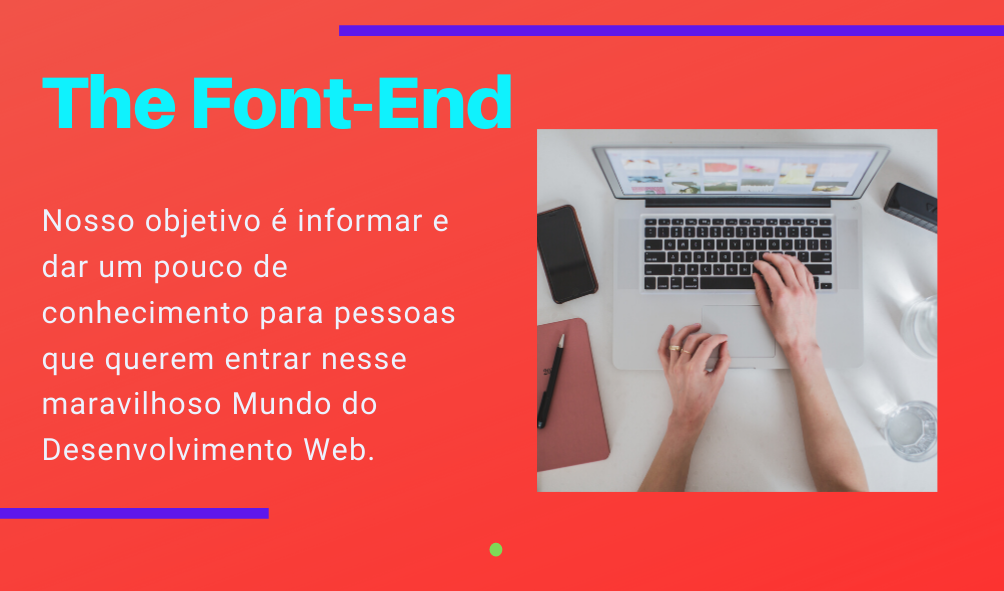 The Font-End
Nosso objetivo é informar e
dar um pouco de
conhecimento para pessoas
que querem entrar nesse
maravilhoso Mundo do
Desenvolvimento Web.